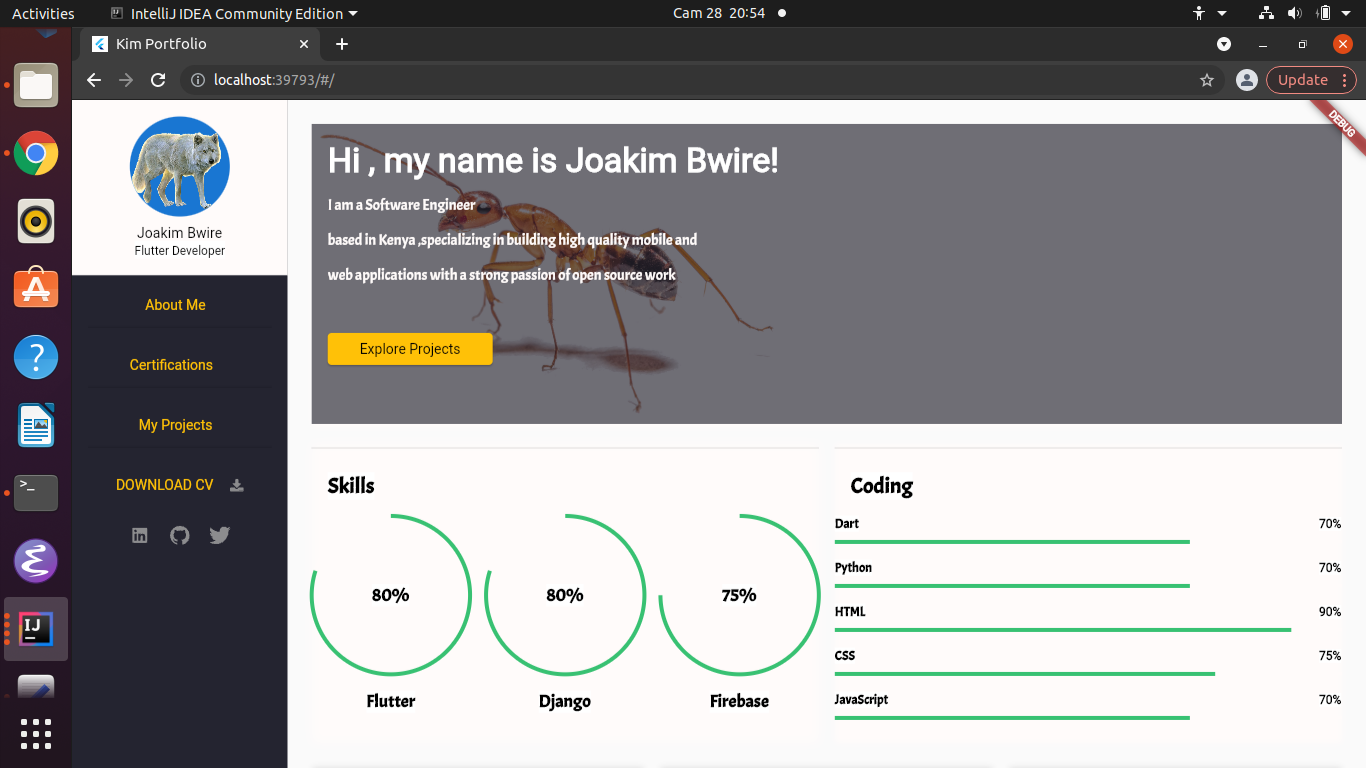 Activities
IntelliJ IDEA Community Edition
Cam 28 20:54
Kim Portfolio
localhost:39793/#/
Update
DEBUG
Joakim Bwire
Flutter Developer
About Me
Certifications
My Projects
DOWNLOAD CV
Hi , my name is Joakim Bwire!
I am a Software Engineer
based in Kenya ,specializing in building high quality mobile and
web applications with a strong passion of open source work
Explore Projects
Skills
80%
80%
75%
Flutter
Django
Firebase
Coding
Dart 70%
Python 70%
HTML 90%
CSS 75%
JavaScript 70%